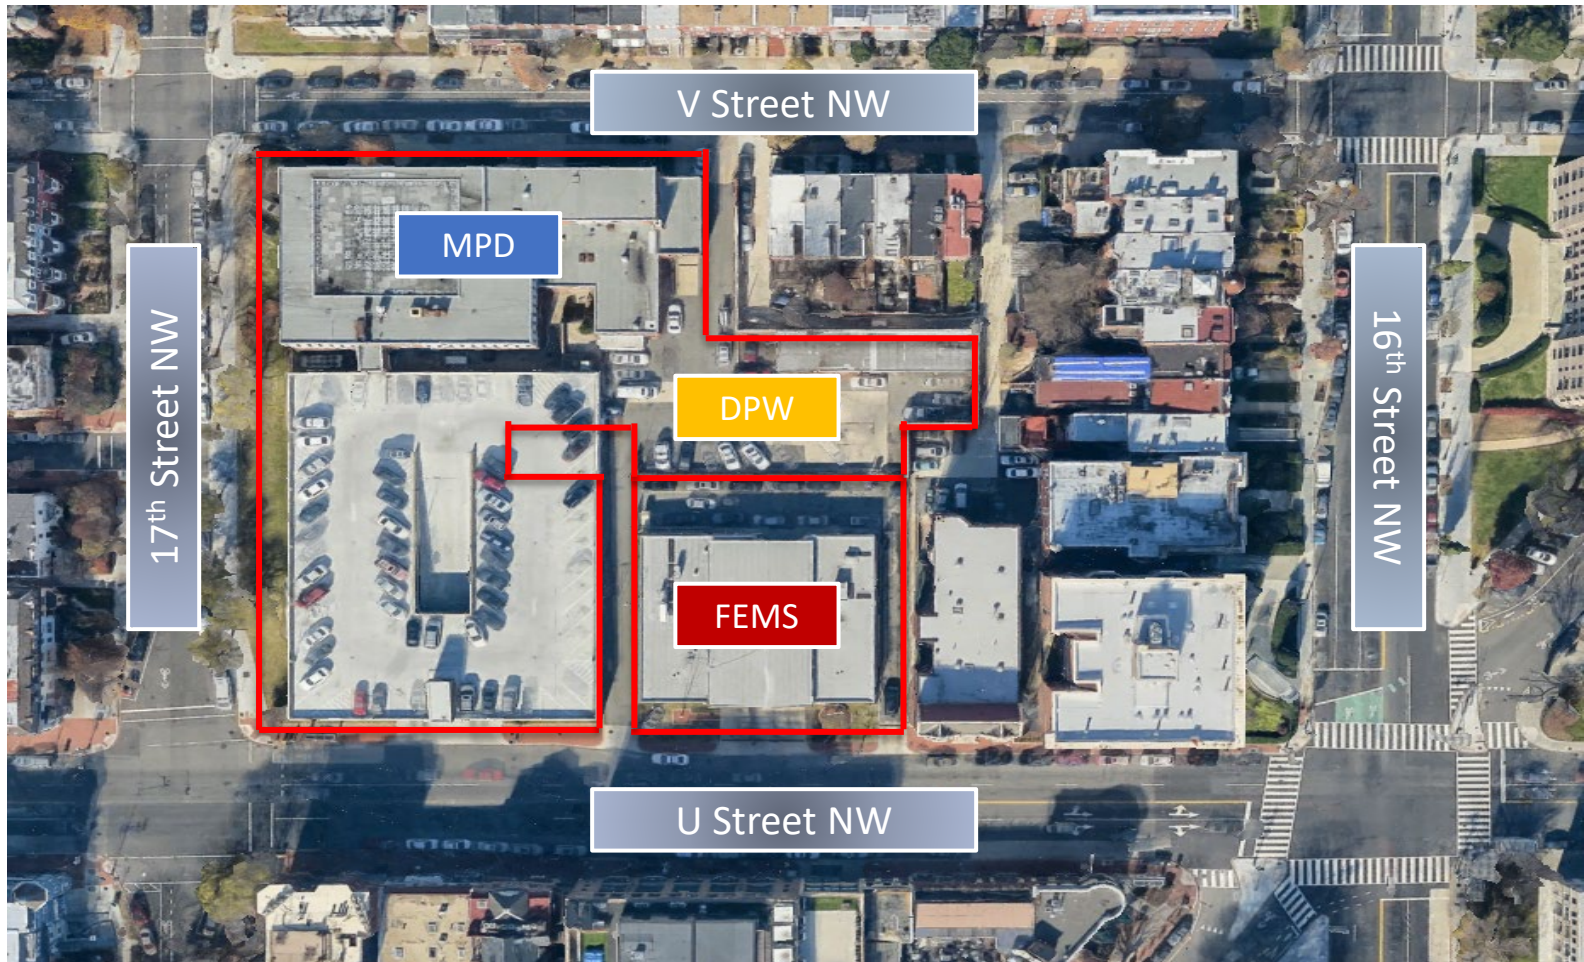 V Street NW
MPD
17th Street NW
16th Street NW
DPW
FEMS
U Street NW